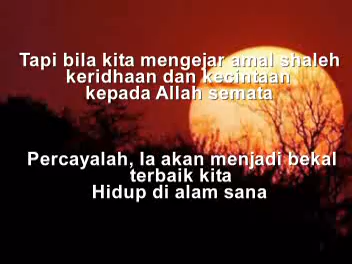 Tapi bila kita mengejar amal shaleh
keridhaan dan kecintaan
kepada Allah semata
Percayalah, Ia akan menjadi bekal
terbaik kita
Hidup di alam sana